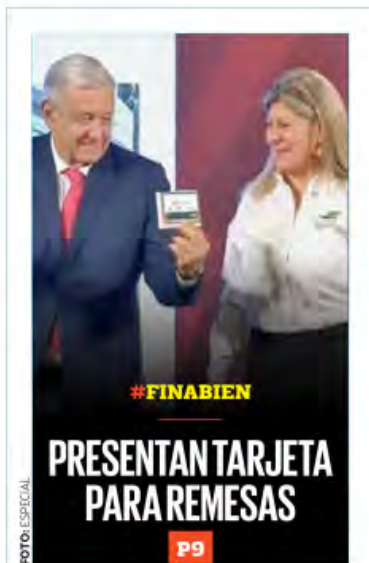 #FINABIEN
PRESENTAN TARJETA
PARA REMESAS
P9
FOTO: ESPECIAL